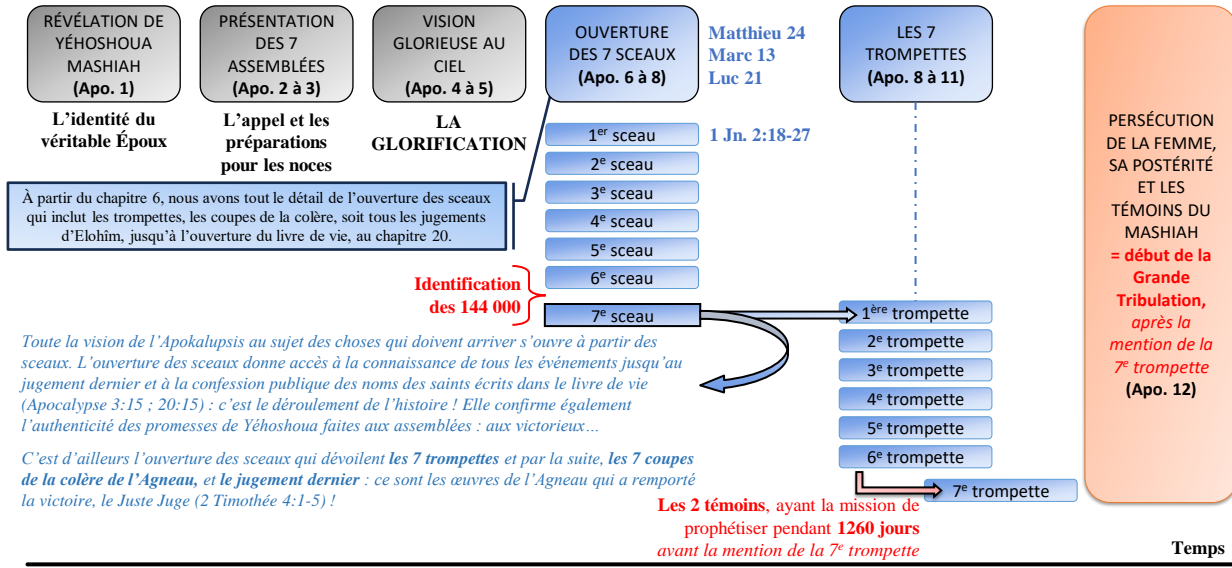 RÉVÉLATION DE
YÉHOSHOUA
MASHIAH
(Apo. 1)
L'identité du
véritable Époux
PRÉSENTATION
DES 7
ASSEMBLÉES
(Apo. 2 à 3)
L'appel et les
préparations
pour les noces
VISION
GLORIEUSE AU
CIEL
(Apo. 4 à 5)
LA
GLORIFICATION
OUVERTURE
DES 7 SCEAUX
(Apo. 6 à 8)
Matthieu 24
Marc 13
Luc 21
LES 7
TROMPETTES
(Apo. 8 à 11)
1er sceau
1 Jn. 2:18-27
2e sceau
3e sceau
4e sceau
5e sceau
6e sceau
7e sceau
À partir du chapitre 6, nous avons tout le détail de l'ouverture des sceaux
qui inclut les trompettes, les coupes de la colère, soit tous les jugements
d'Elohîm, jusqu'à l'ouverture du livre de vie, au chapitre 20.
Identification
des 144 000
Toute la vision de l'Apokalupsis au sujet des choses qui doivent arriver s'ouvre à partir des
sceaux. L'ouverture des sceaux donne accès à la connaissance de tous les événements jusqu'au
jugement dernier et à la confession publique des noms des saints écrits dans le livre de vie
(Apocalypse 3:15 ; 20:15) : c'est le déroulement de l'histoire ! Elle confirme également
l'authenticité des promesses de Yéhoshoua faites aux assemblées : aux victorieux…
C'est d'ailleurs l'ouverture des sceaux qui dévoilent les 7 trompettes et par la suite, les 7 coupes
de la colère de l'Agneau, et le jugement dernier : ce sont les œuvres de l'Agneau qui a remporté
la victoire, le Juste Juge (2 Timothée 4:1-5) !
1ère trompette
2e trompette
3e trompette
4e trompette
5e trompette
6e trompette
7e trompette
Les 2 témoins, ayant la mission de
prophétiser pendant 1260 jours
avant la mention de la 7e trompette
PERSÉCUTION
DE LA FEMME,
SA POSTÉRITÉ
ET LES
TÉMOINS DU
MASHIAH
= début de la
Grande
Tribulation,
après la
mention de la
7e trompette
(Apo. 12)
Temps